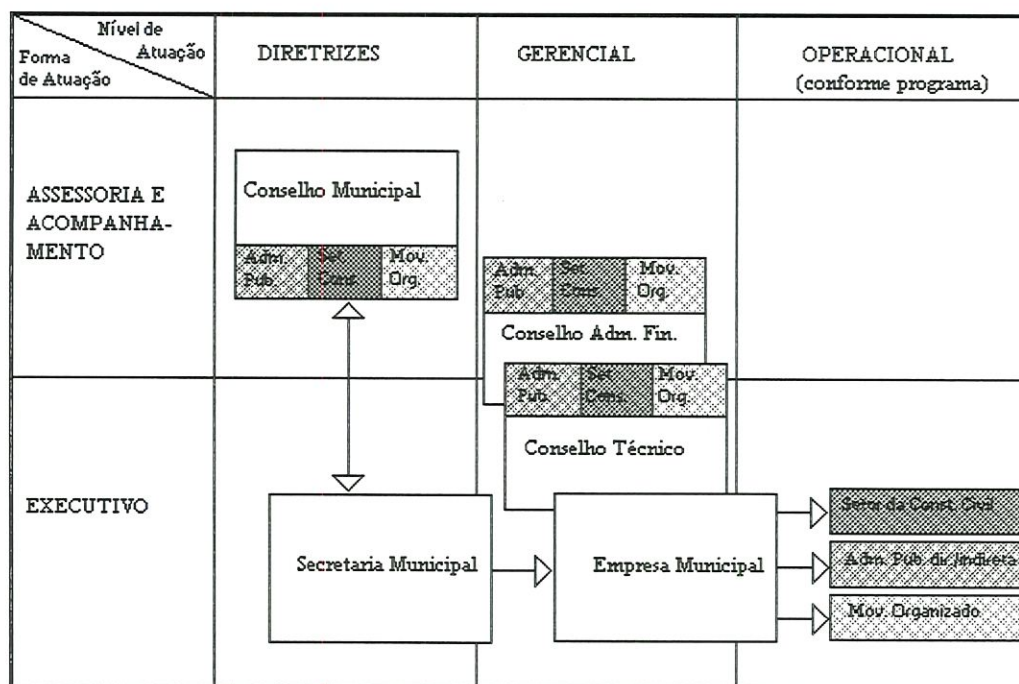 Nível de
Atuação
Forma
de Atuação
DIRETRIZES
GERENCIAL
OPERACIONAL
(conforme programa)
ASSESSORIA E
ACOMPANHA-
MENTO
Conselho Municipal
Adm. Set. Mov.
Pub. Cons. Org.
Adm. Set. Mov.
Pub. Cons. Org.
Conselho Adm. Fin.
Adm. Set. Mov.
Pub. Cons. Org.
Conselho Técnico
EXECUTIVO
Secretaria Municipal
Empresa Municipal
Setor da Const. Civil
Adm. Pub. dir./indireta
Mov. Organizado